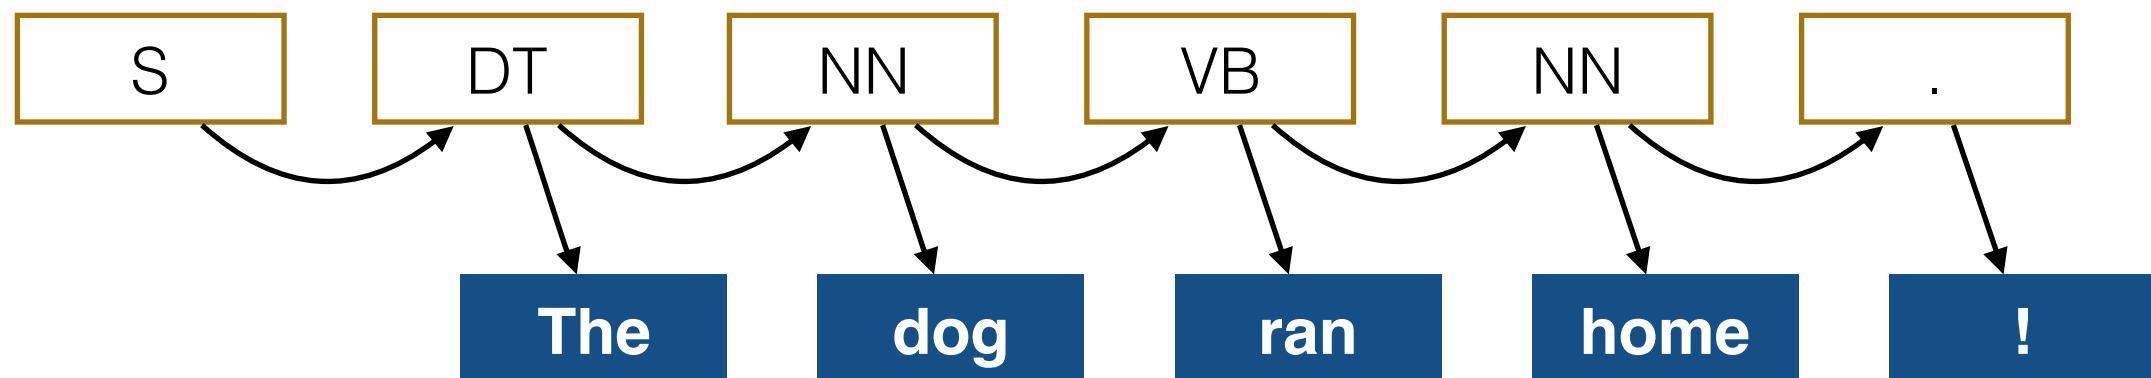 S DT NN VB NN .
The dog ran home !